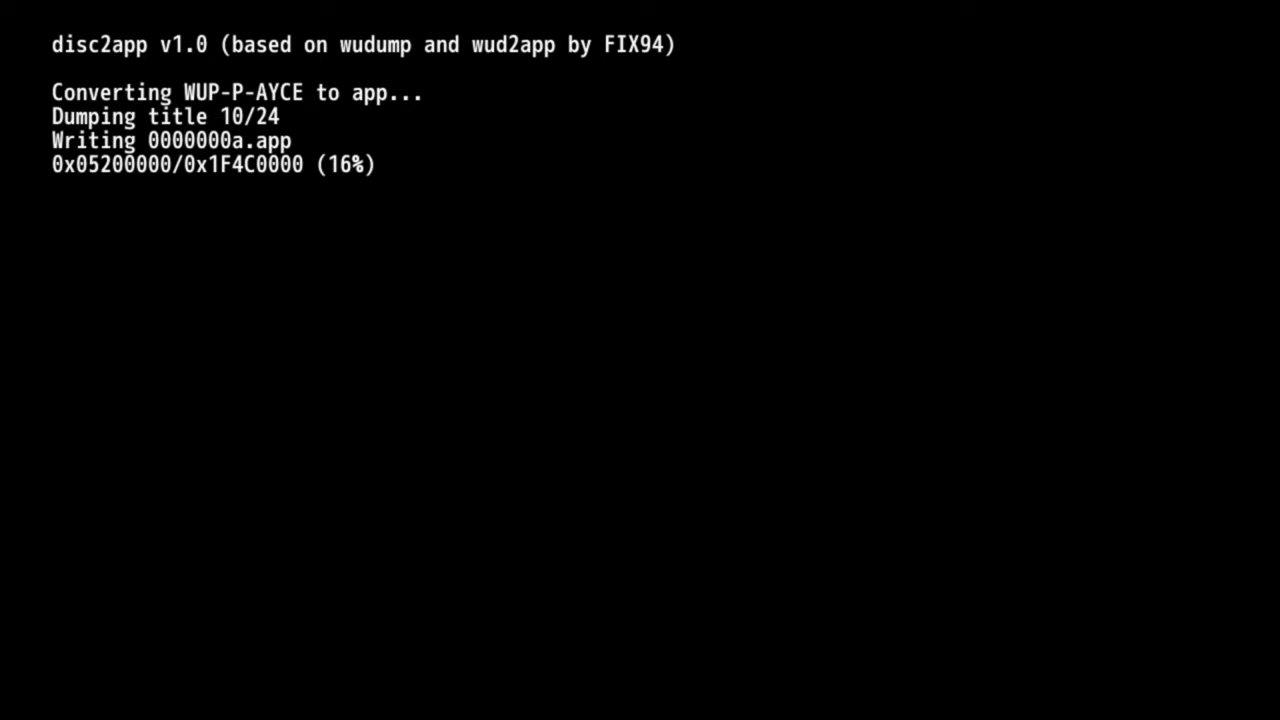 disc2app v1.0 (based on wudump and wud2app by FIX94)
Converting WUP-P-AYCE to app...
Dumping title 10/24
Writing 0000000a.app
0x05200000/0x1F4C0000 (16%)